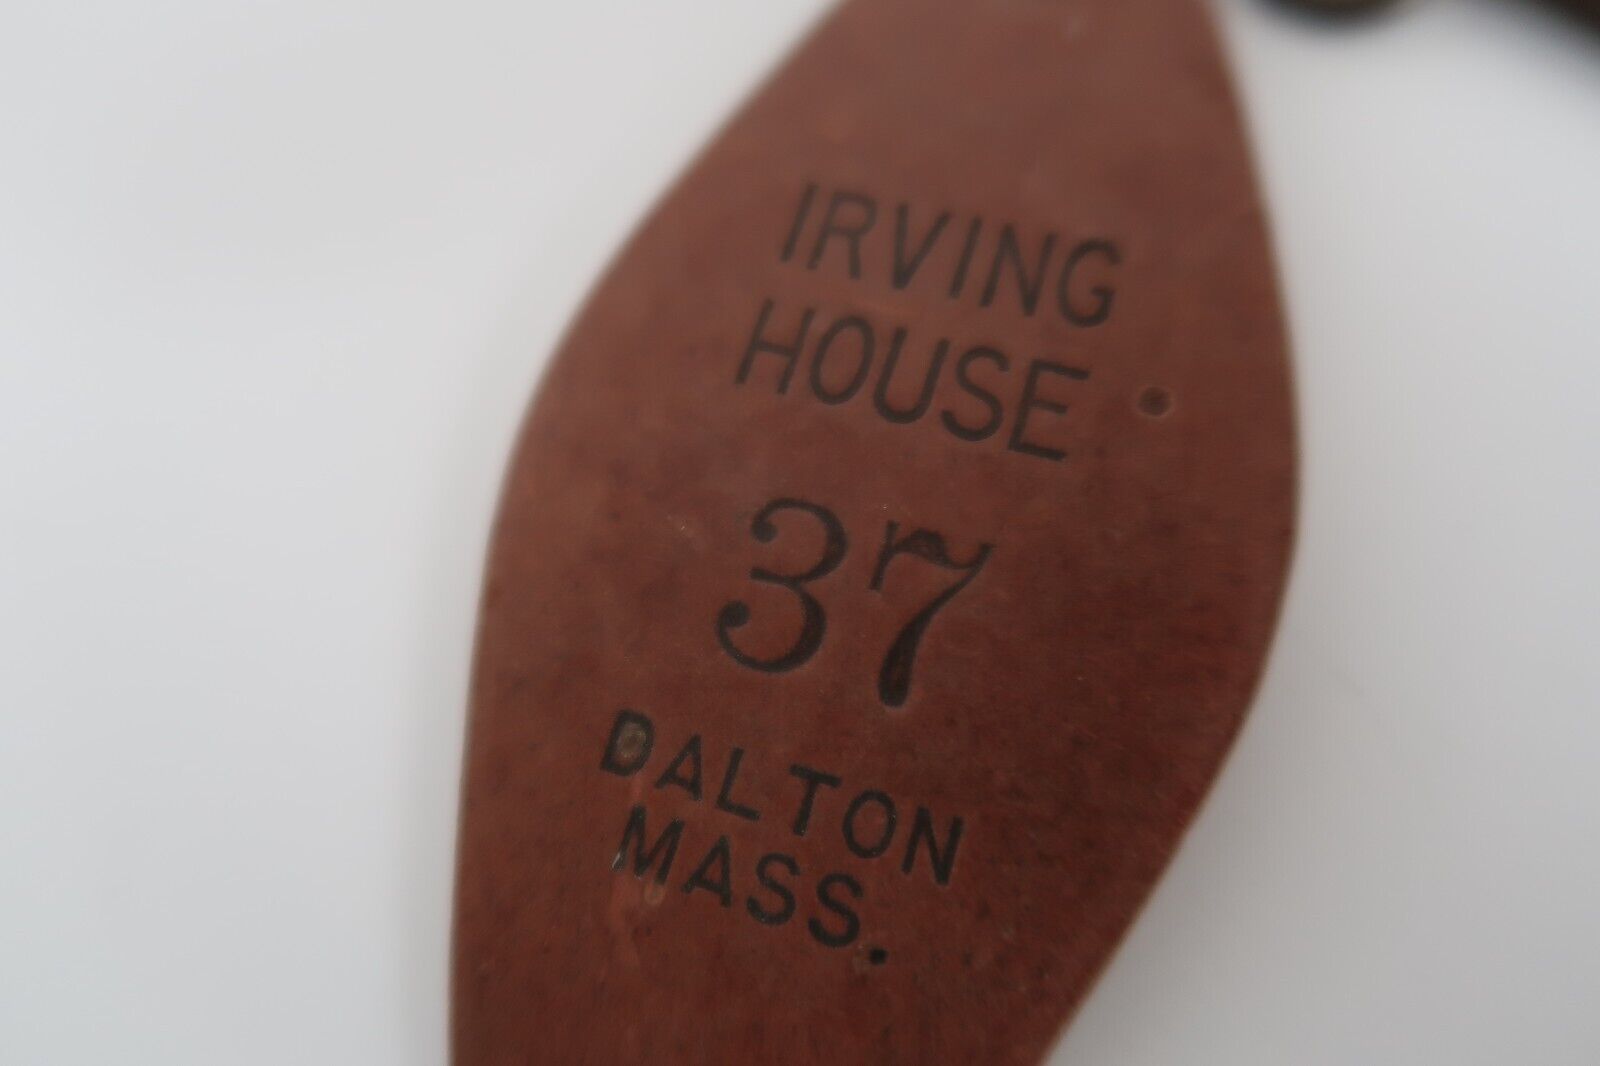 IRVING
HOUSE
37
DALTON
MASS.